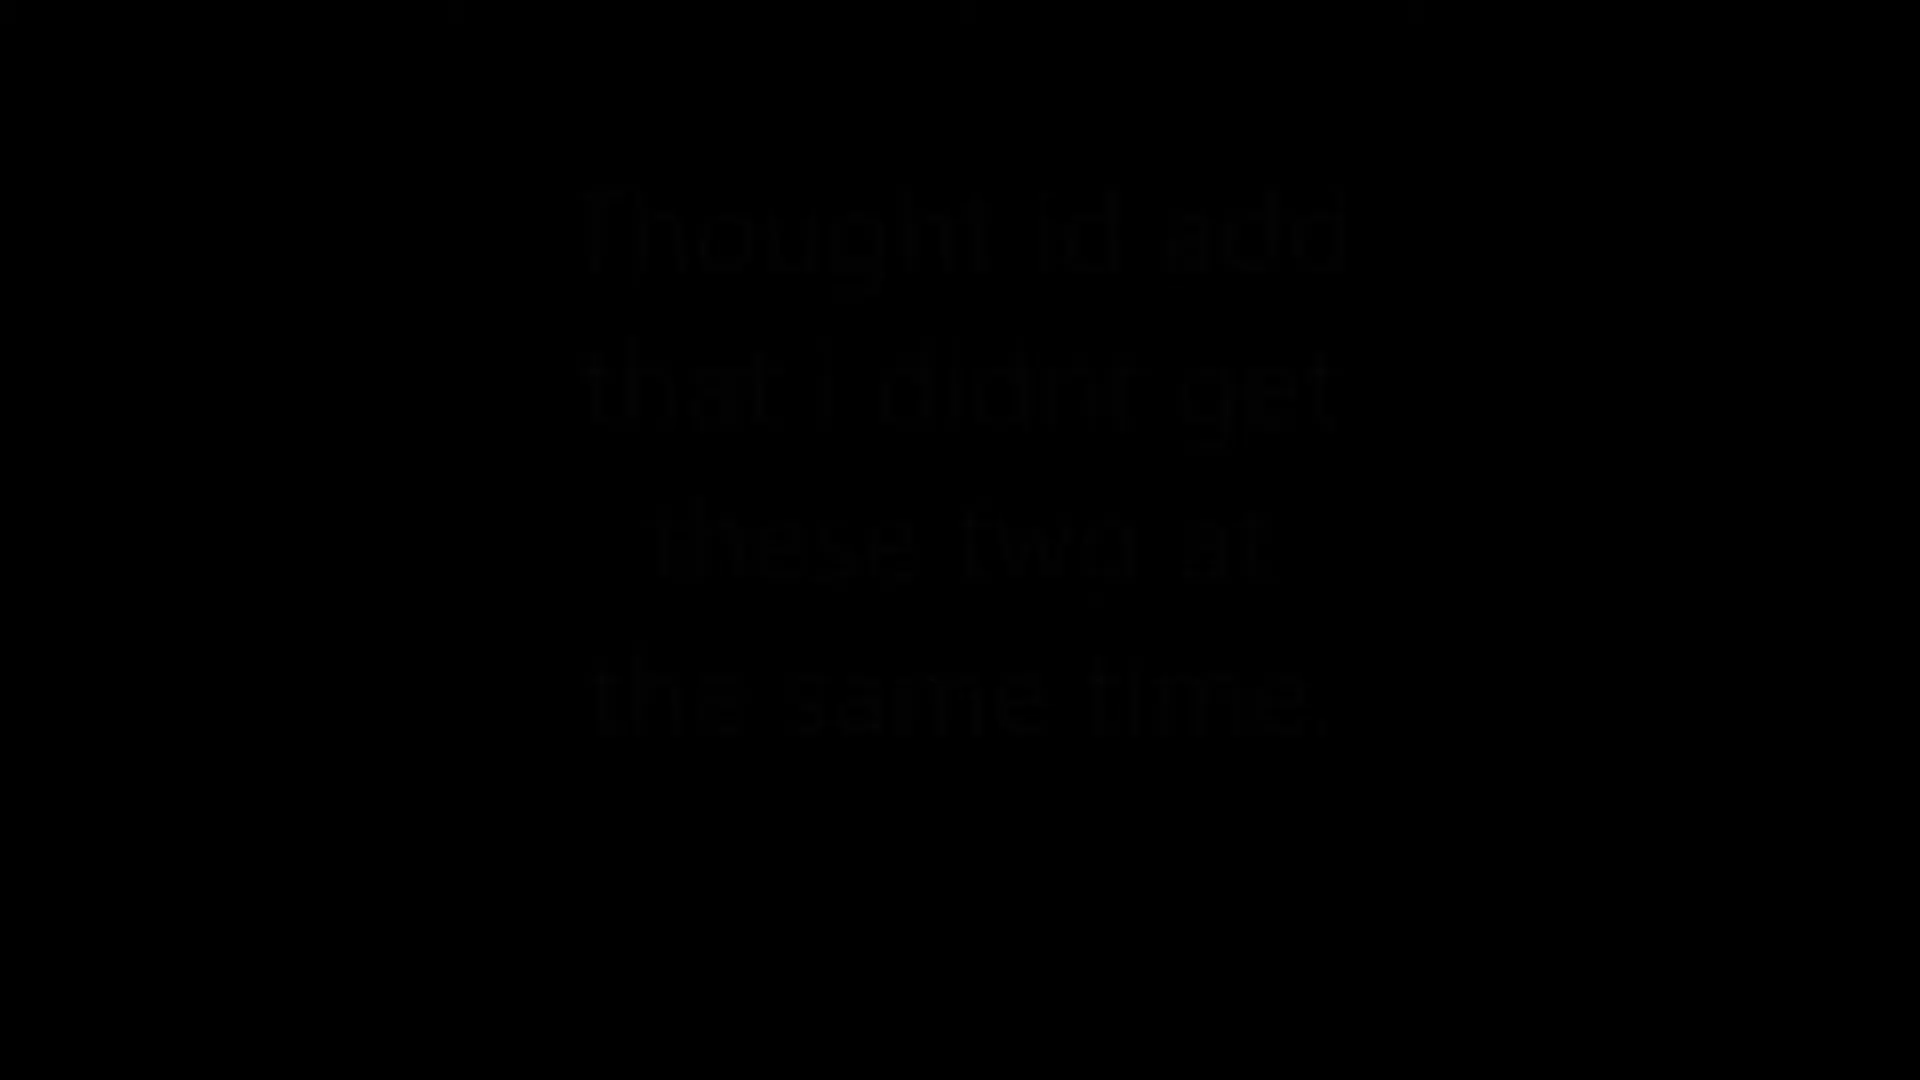 Thought id add
that i didnt get
these two at
the same time.